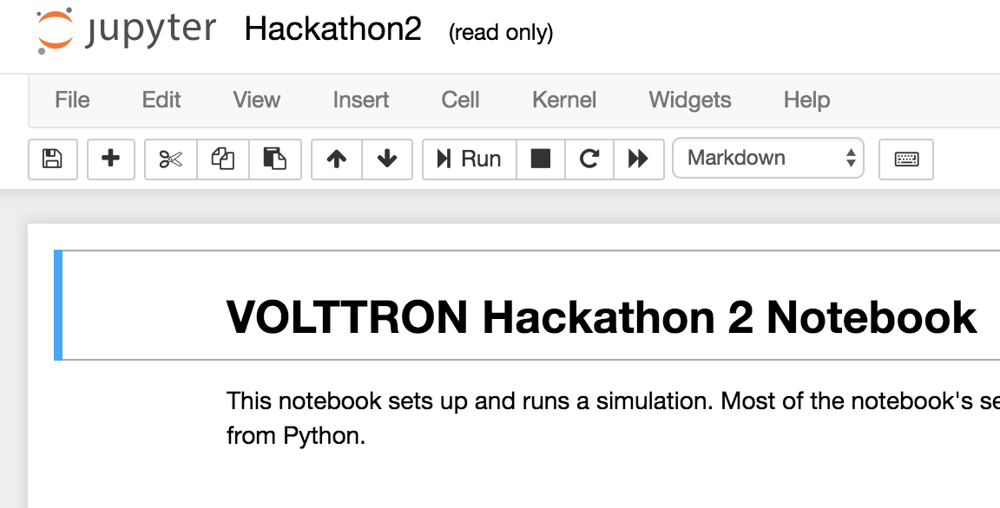 jupyter Hackathon2 (read only)
File Edit View Insert Cell Kernel Widgets Help
Run Markdown
VOLTTRON Hackathon 2 Notebook
This notebook sets up and runs a simulation. Most of the notebook's se
from Python.